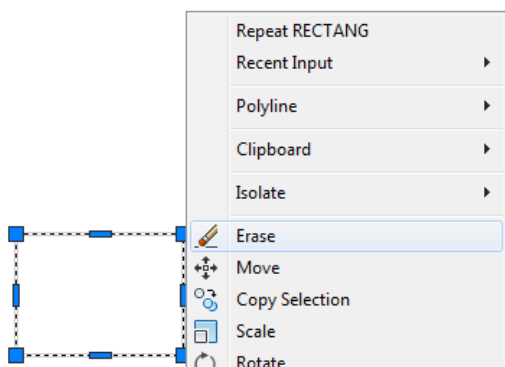 Repeat RECTANG
Recent Input
Polyline
Clipboard
Isolate
Erase
Move
Copy Selection
Scale
Rotate